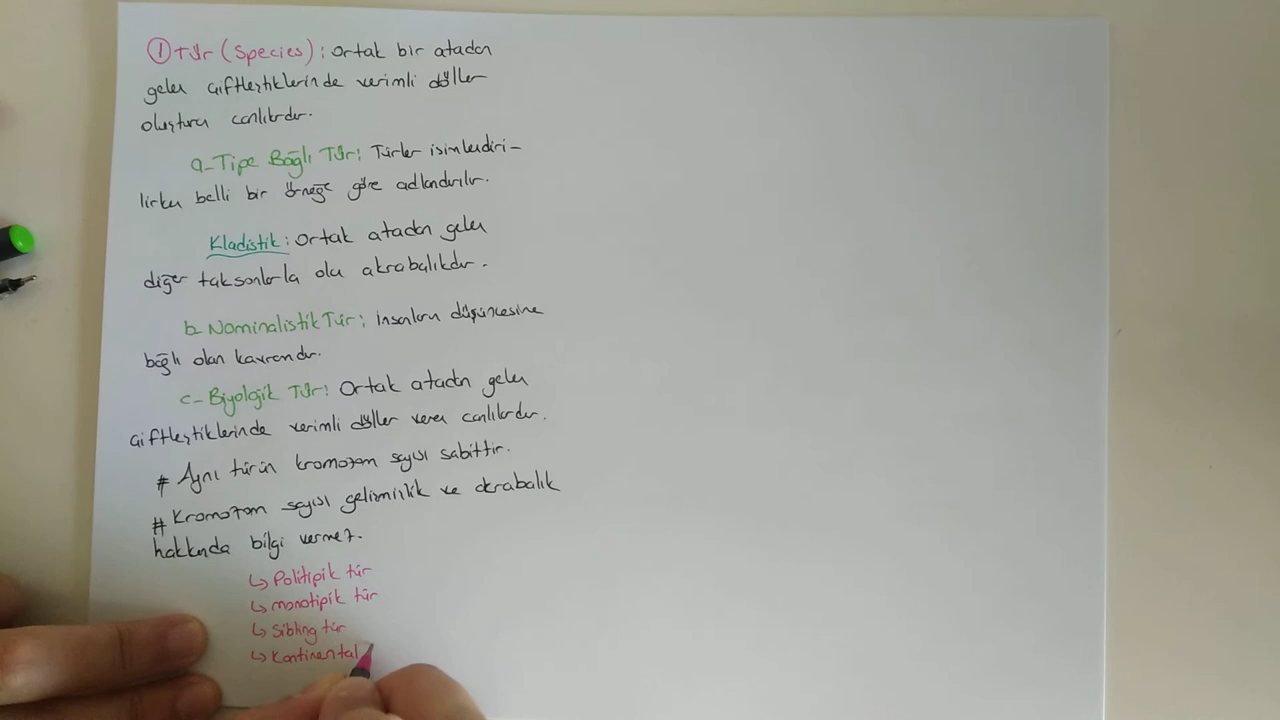 ① Tür (Species): Ortak bir atadan
gelen çiftleştiklerinde verimli döller
oluşturan canlılardır.
a- Tipe Bağlı Tür: Türler isimlendiri-
lirken belli bir örneğe göre adlandırılır.
Kladistik: Ortak atadan gelen
diğer taksonlarla olan akrabalıktır.
b- Nominalistik Tür: İnsanların düşüncesine
bağlı olan kavramdır.
c- Biyolojik Tür: Ortak atadan gelen
çiftleştiklerinde verimli döller veren canlılardır.
# Aynı türün kromozom sayısı sabittir.
# Kromozom sayısı gelişmişlik ve akrabalık
hakkında bilgi vermez.
↳ Politipik tür
↳ monotipik tür
↳ Sibling tür
↳ Kontinental